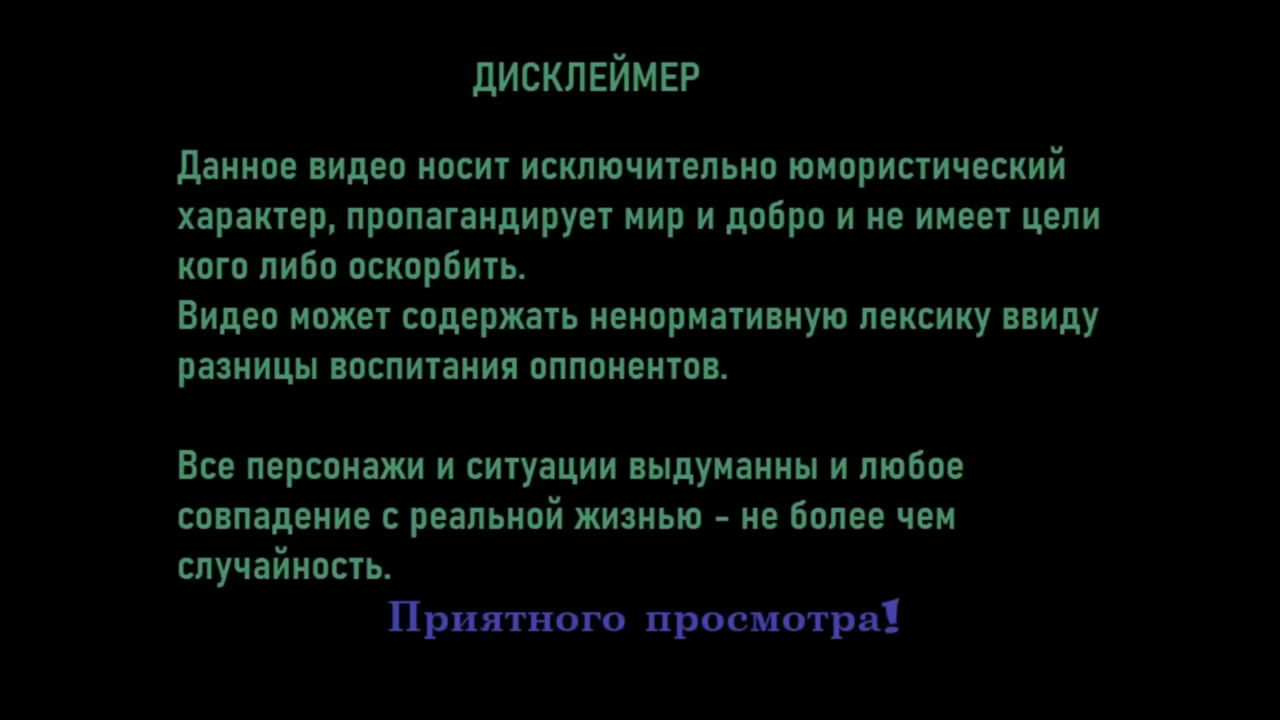 ДИСКЛЕЙМЕР
Данное видео носит исключительно юмористический
характер, пропагандирует мир и добро и не имеет цели
кого либо оскорбить.
Видео может содержать ненормативную лексику ввиду
разницы воспитания оппонентов.
Все персонажи и ситуации выдуманны и любое
совпадение с реальной жизнью - не более чем
случайность.
Приятного просмотра!